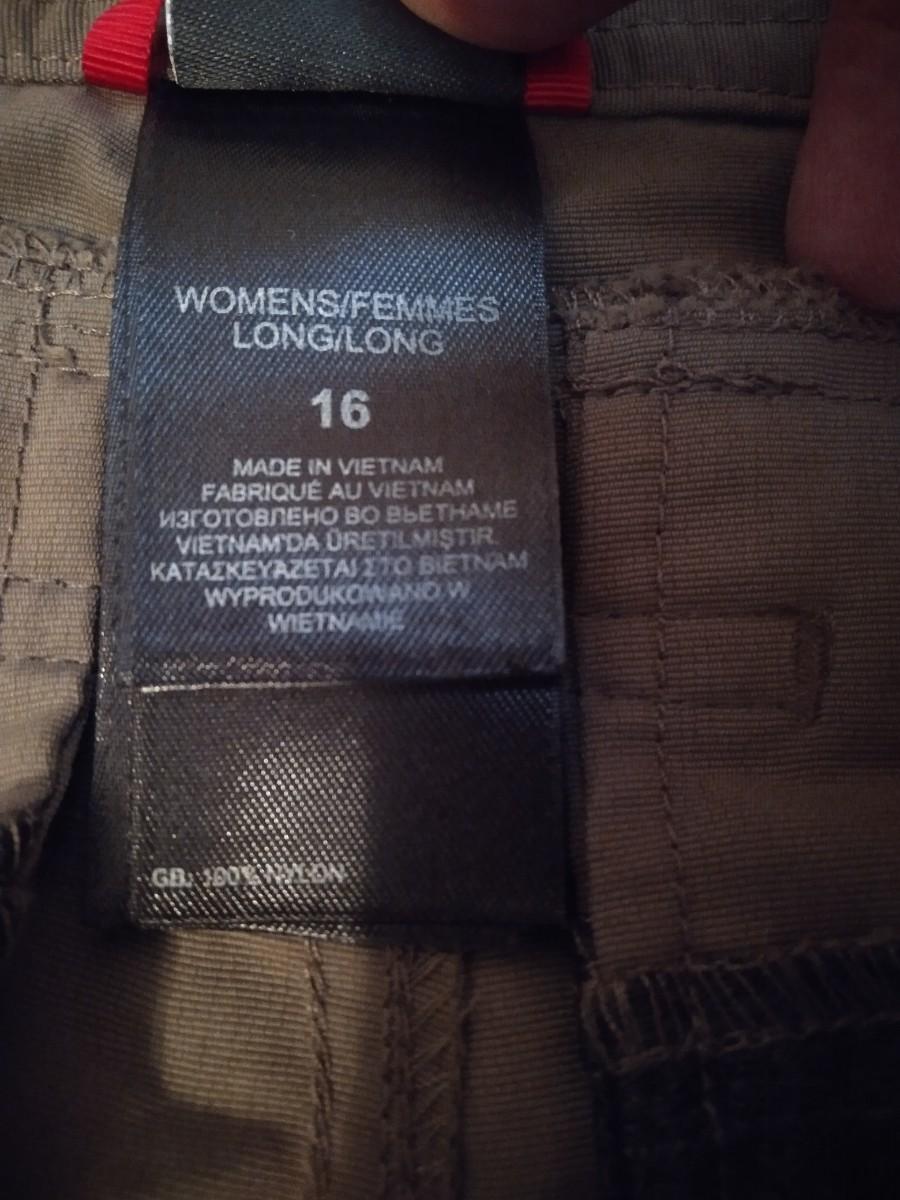 WOMENS/FEMMES
LONG/LONG
16
MADE IN VIETNAM
FABRIQUÉ AU VIETNAM
ИЗГОТОВЛЕНО ВО ВЬЕТНАМЕ
VIETNAM'DA ÜRETILMIŞTIR.
ΚΑΤΑΣΚΕΥΑΖΕΤΑΙ ΣΤΟ ΒΙΕΤΝΑΜ
WYPRODUKOWANO W
WIETNAMIE
GB: 100% NYLON